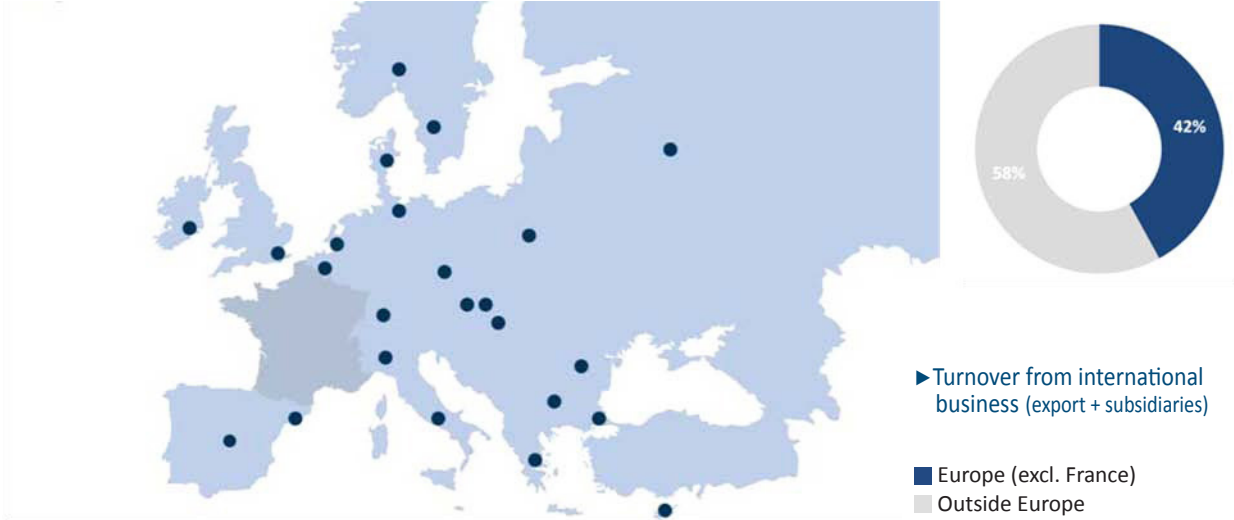 42%
58%
►Turnover from international
business (export + subsidiaries)
Europe (excl. France)
Outside Europe